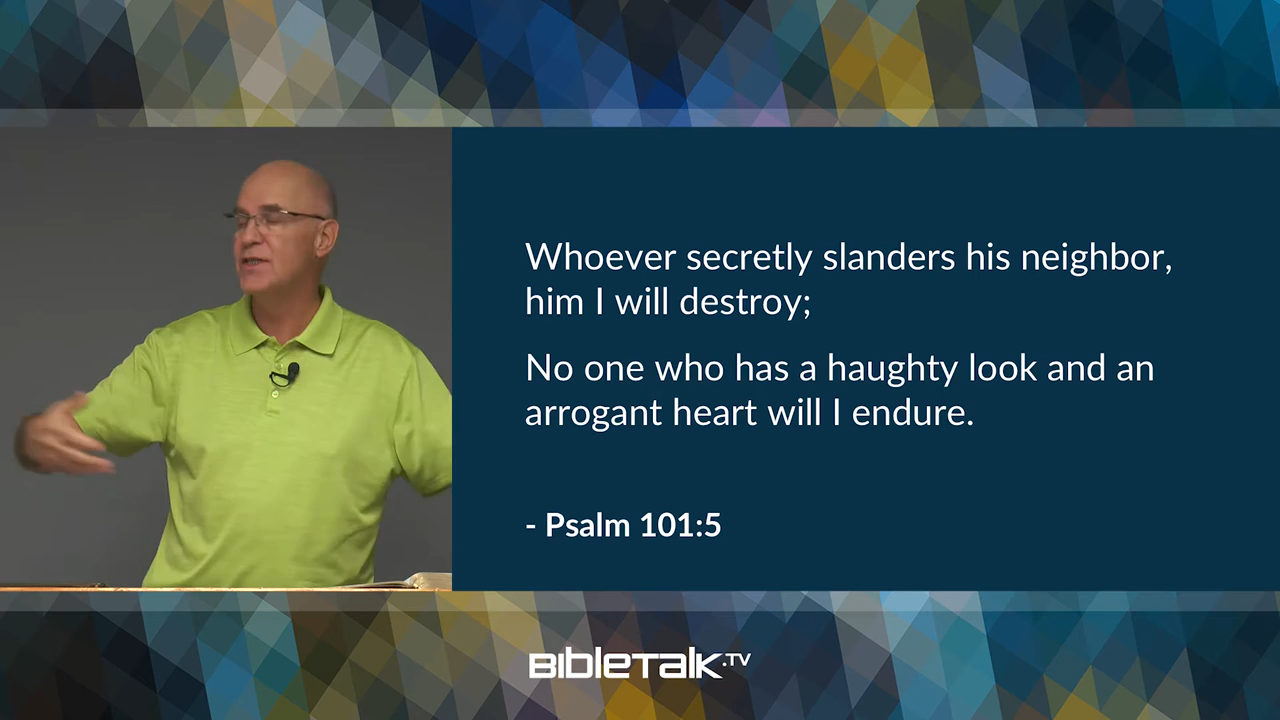 Whoever secretly slanders his neighbor,
him I will destroy;
No one who has a haughty look and an
arrogant heart will I endure.
- Psalm 101:5
BIBLETALK.TV